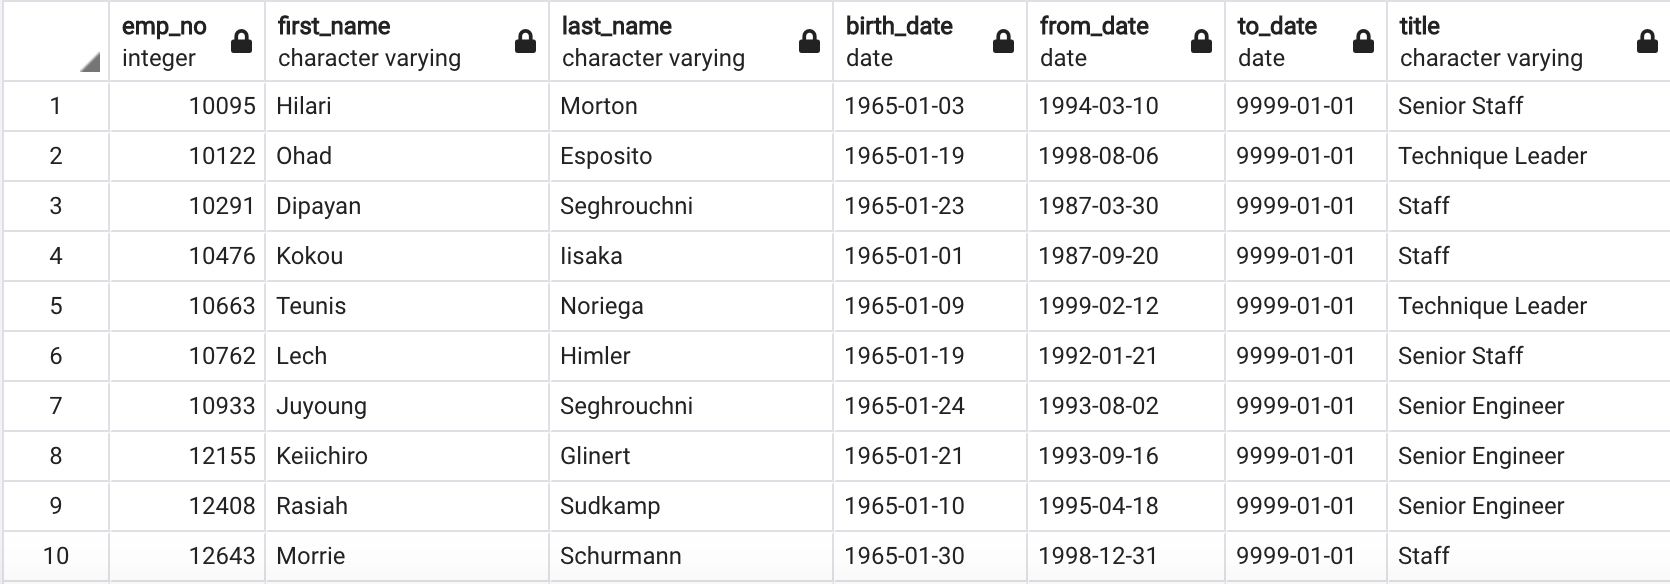 emp_no first_name last_name birth_date from_date to_date title
integer character varying character varying date date date character varying
1 10095 Hilari Morton 1965-01-03 1994-03-10 9999-01-01 Senior Staff
2 10122 Ohad Esposito 1965-01-19 1998-08-06 9999-01-01 Technique Leader
3 10291 Dipayan Seghrouchni 1965-01-23 1987-03-30 9999-01-01 Staff
4 10476 Kokou Iisaka 1965-01-01 1987-09-20 9999-01-01 Staff
5 10663 Teunis Noriega 1965-01-09 1999-02-12 9999-01-01 Technique Leader
6 10762 Lech Himler 1965-01-19 1992-01-21 9999-01-01 Senior Staff
7 10933 Juyoung Seghrouchni 1965-01-24 1993-08-02 9999-01-01 Senior Engineer
8 12155 Keiichiro Glinert 1965-01-21 1993-09-16 9999-01-01 Senior Engineer
9 12408 Rasiah Sudkamp 1965-01-10 1995-04-18 9999-01-01 Senior Engineer
10 12643 Morrie Schurmann 1965-01-30 1998-12-31 9999-01-01 Staff